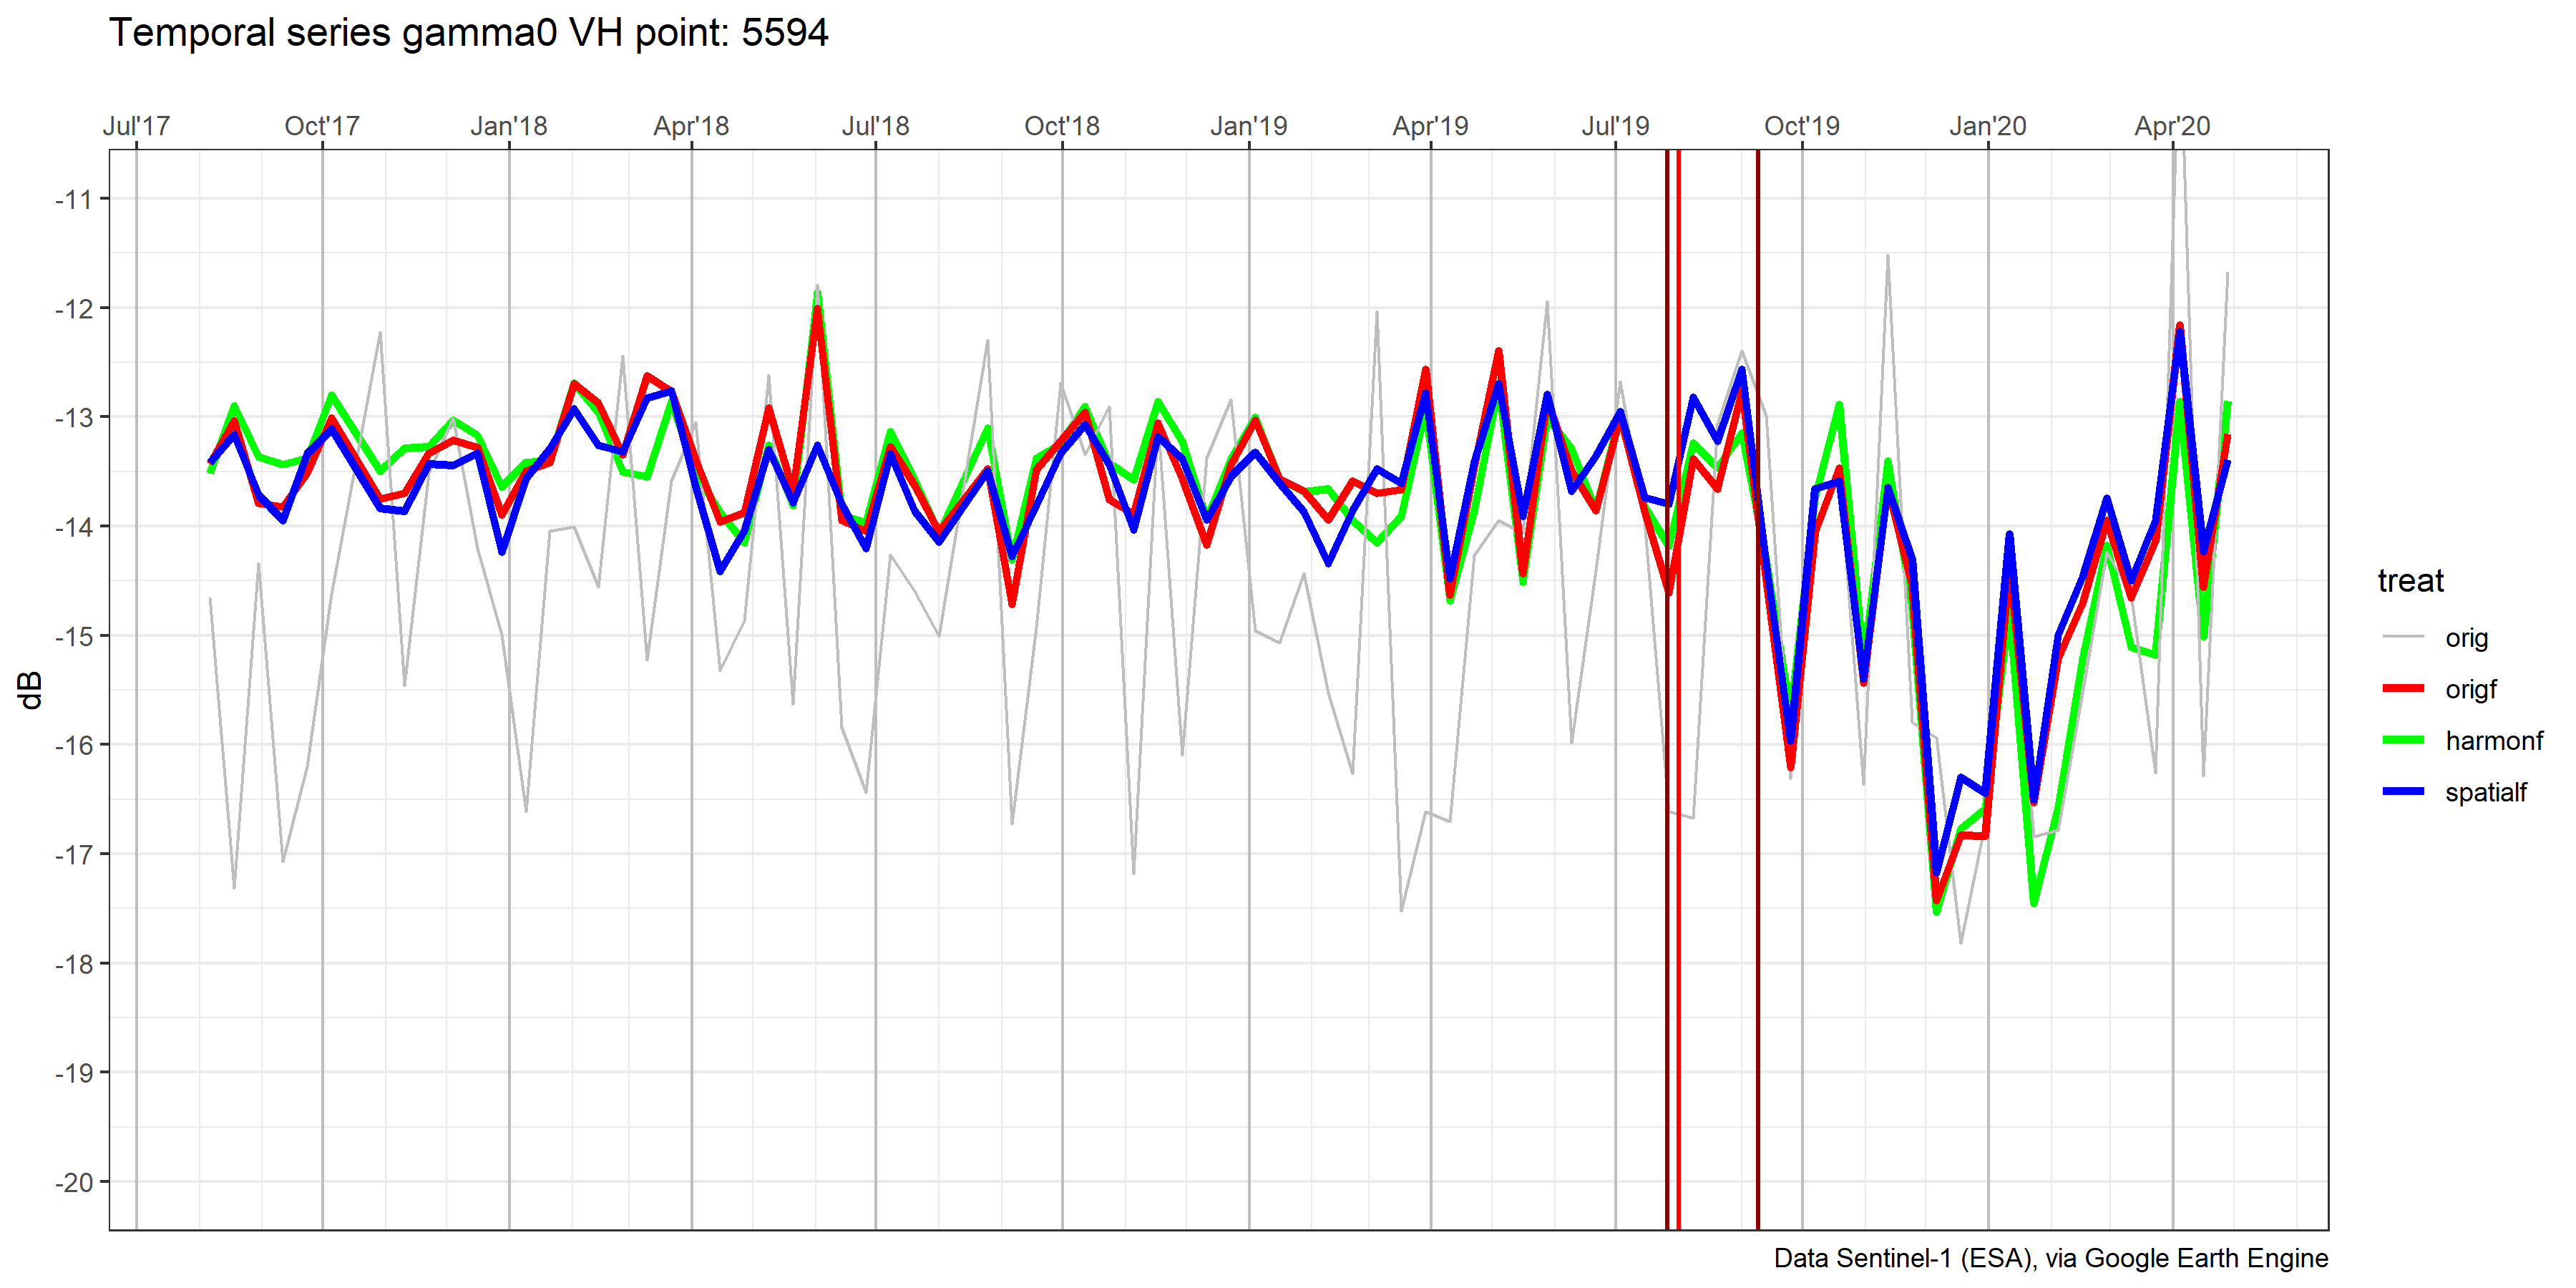 Temporal series gamma0 VH point: 5594
Jul'17 Oct'17 Jan'18 Apr'18 Jul'18 Oct'18 Jan'19 Apr'19 Jul'19 Oct'19 Jan'20 Apr'20
-11
-12
-13
-14
-15
-16
-17
-18
-19
-20
dB
treat
orig
origf
harmonf
spatialf
Data Sentinel-1 (ESA), via Google Earth Engine